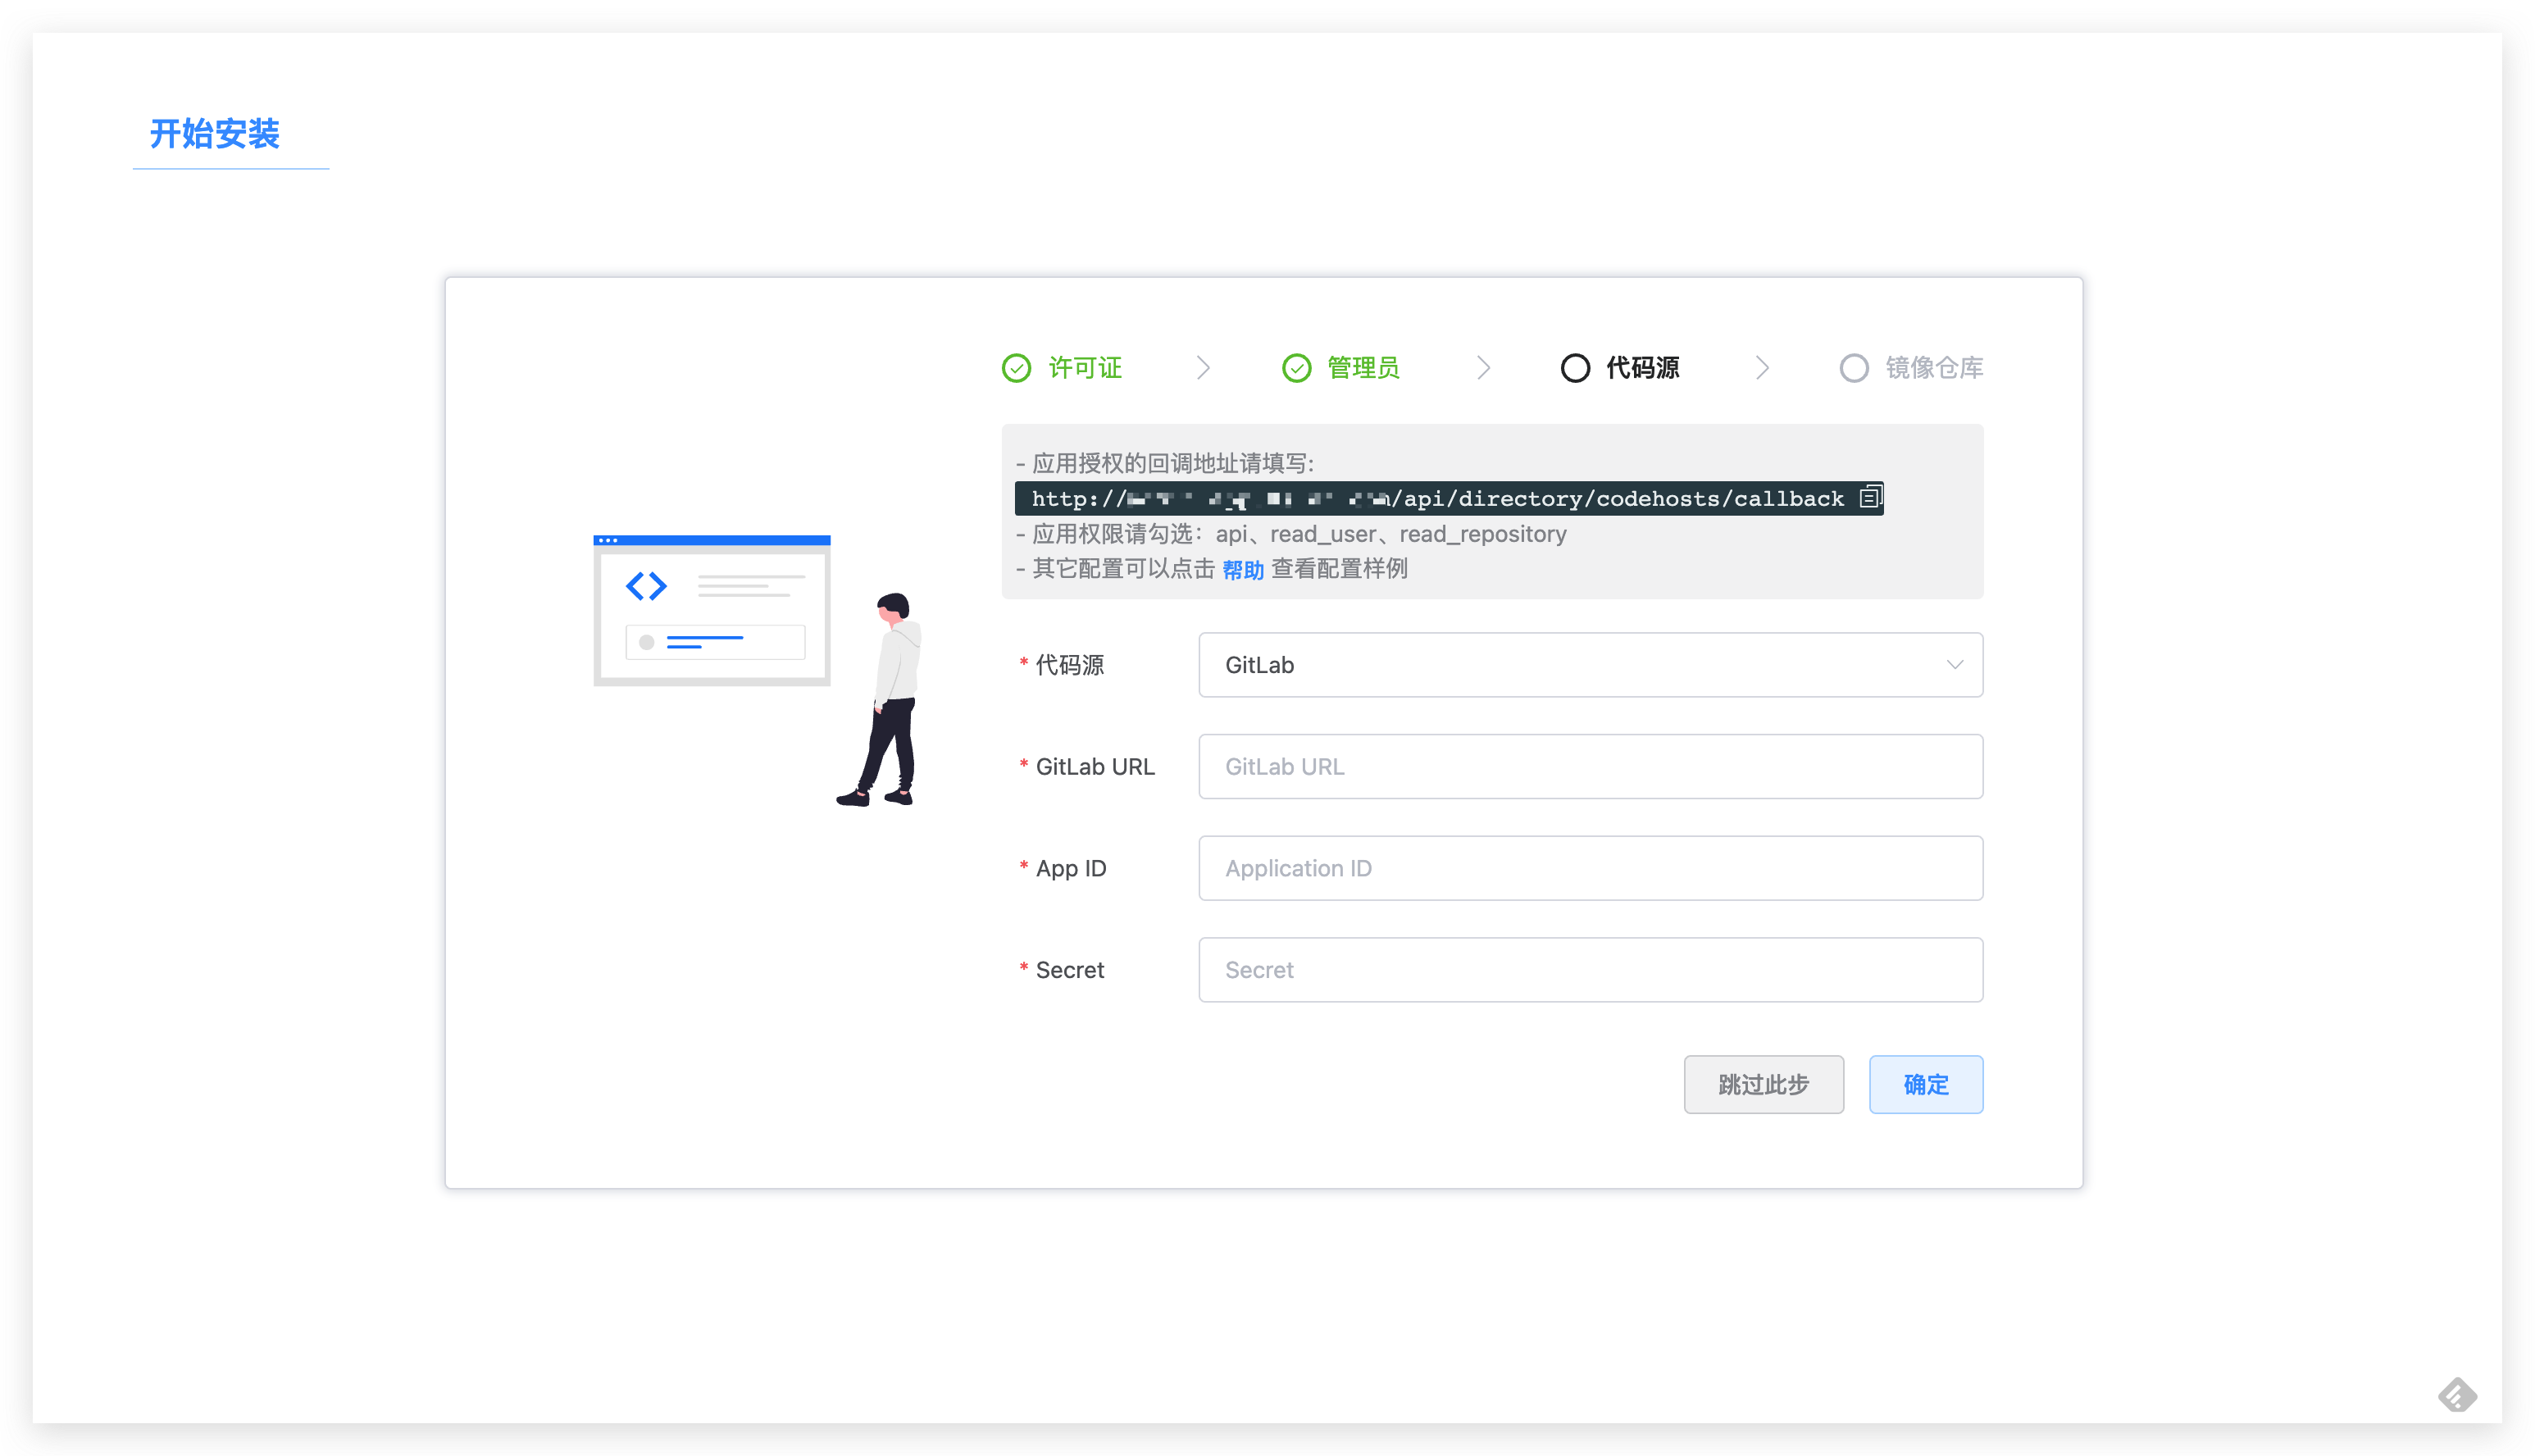 开始安装
许可证 管理员 代码源 镜像仓库
- 应用授权的回调地址请填写:
http:// /api/directory/codehosts/callback
- 应用权限请勾选：api、read_user、read_repository
- 其它配置可以点击 帮助 查看配置样例
* 代码源 GitLab
* GitLab URL GitLab URL
* App ID Application ID
* Secret Secret
跳过此步 确定